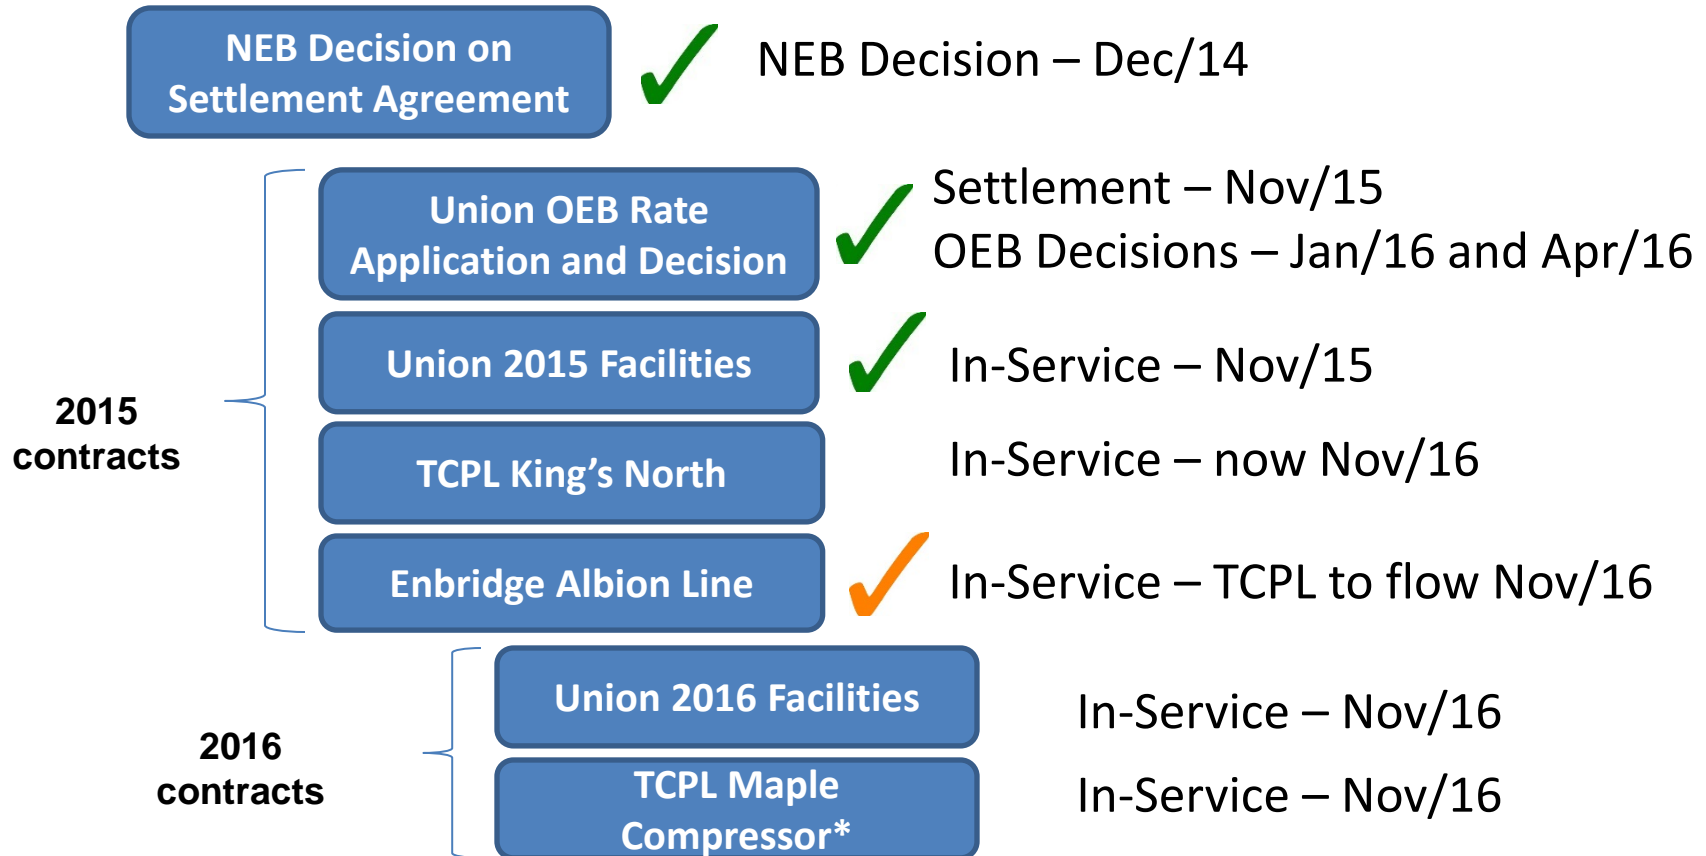 NEB Decision on
Settlement Agreement
NEB Decision – Dec/14
Union OEB Rate
Application and Decision
Settlement – Nov/15
OEB Decisions – Jan/16 and Apr/16
Union 2015 Facilities
In-Service – Nov/15
2015
contracts
TCPL King’s North
In-Service – now Nov/16
Enbridge Albion Line
In-Service – TCPL to flow Nov/16
Union 2016 Facilities
In-Service – Nov/16
2016
contracts
TCPL Maple
Compressor*
In-Service – Nov/16